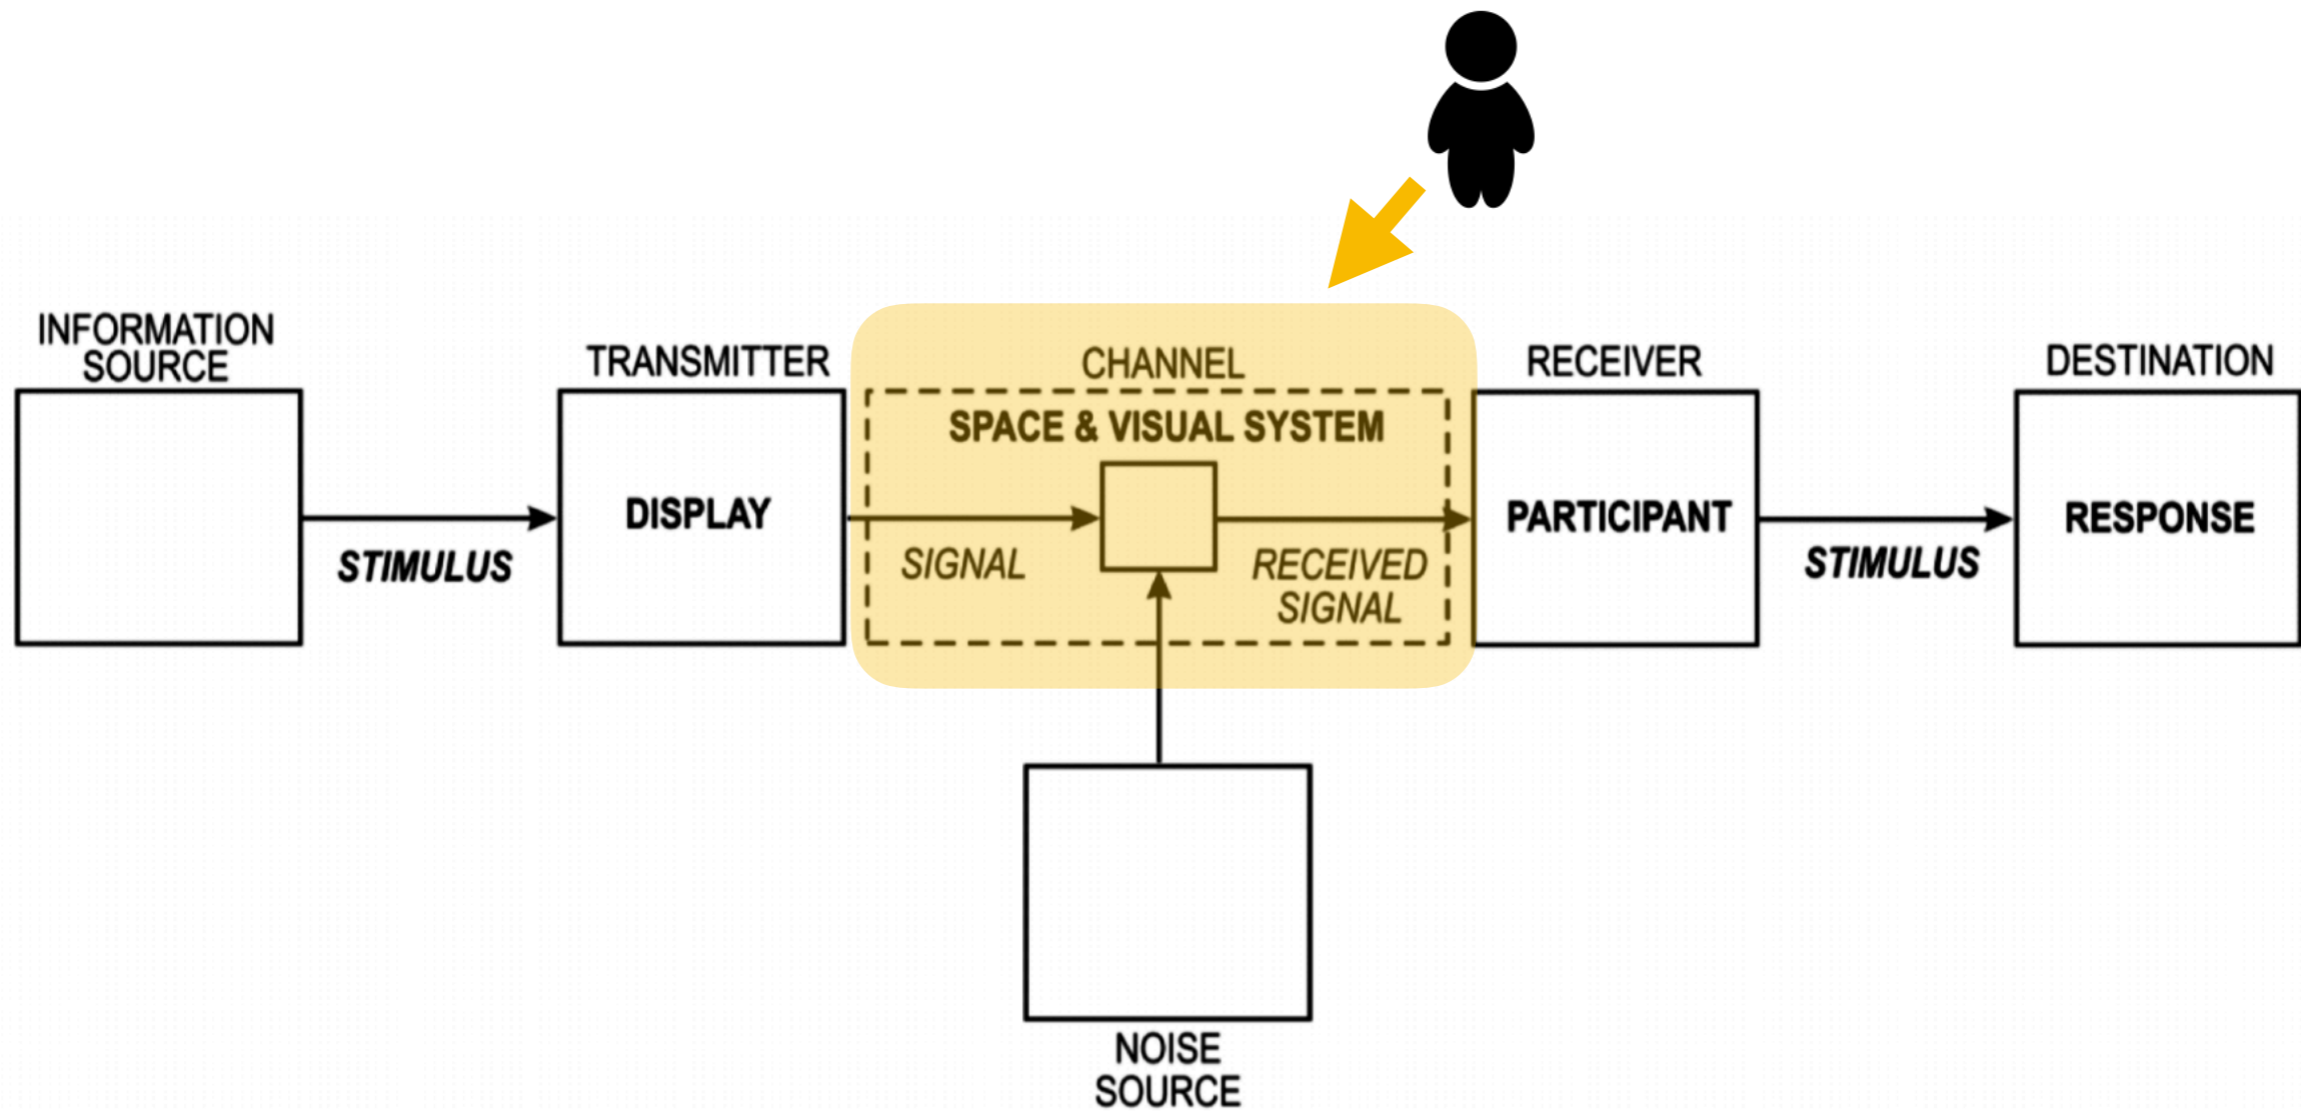 INFORMATION
SOURCE
STIMULUS
TRANSMITTER
DISPLAY
CHANNEL
SPACE & VISUAL SYSTEM
SIGNAL
RECEIVED
SIGNAL
RECEIVER
PARTICIPANT
STIMULUS
DESTINATION
RESPONSE
NOISE
SOURCE